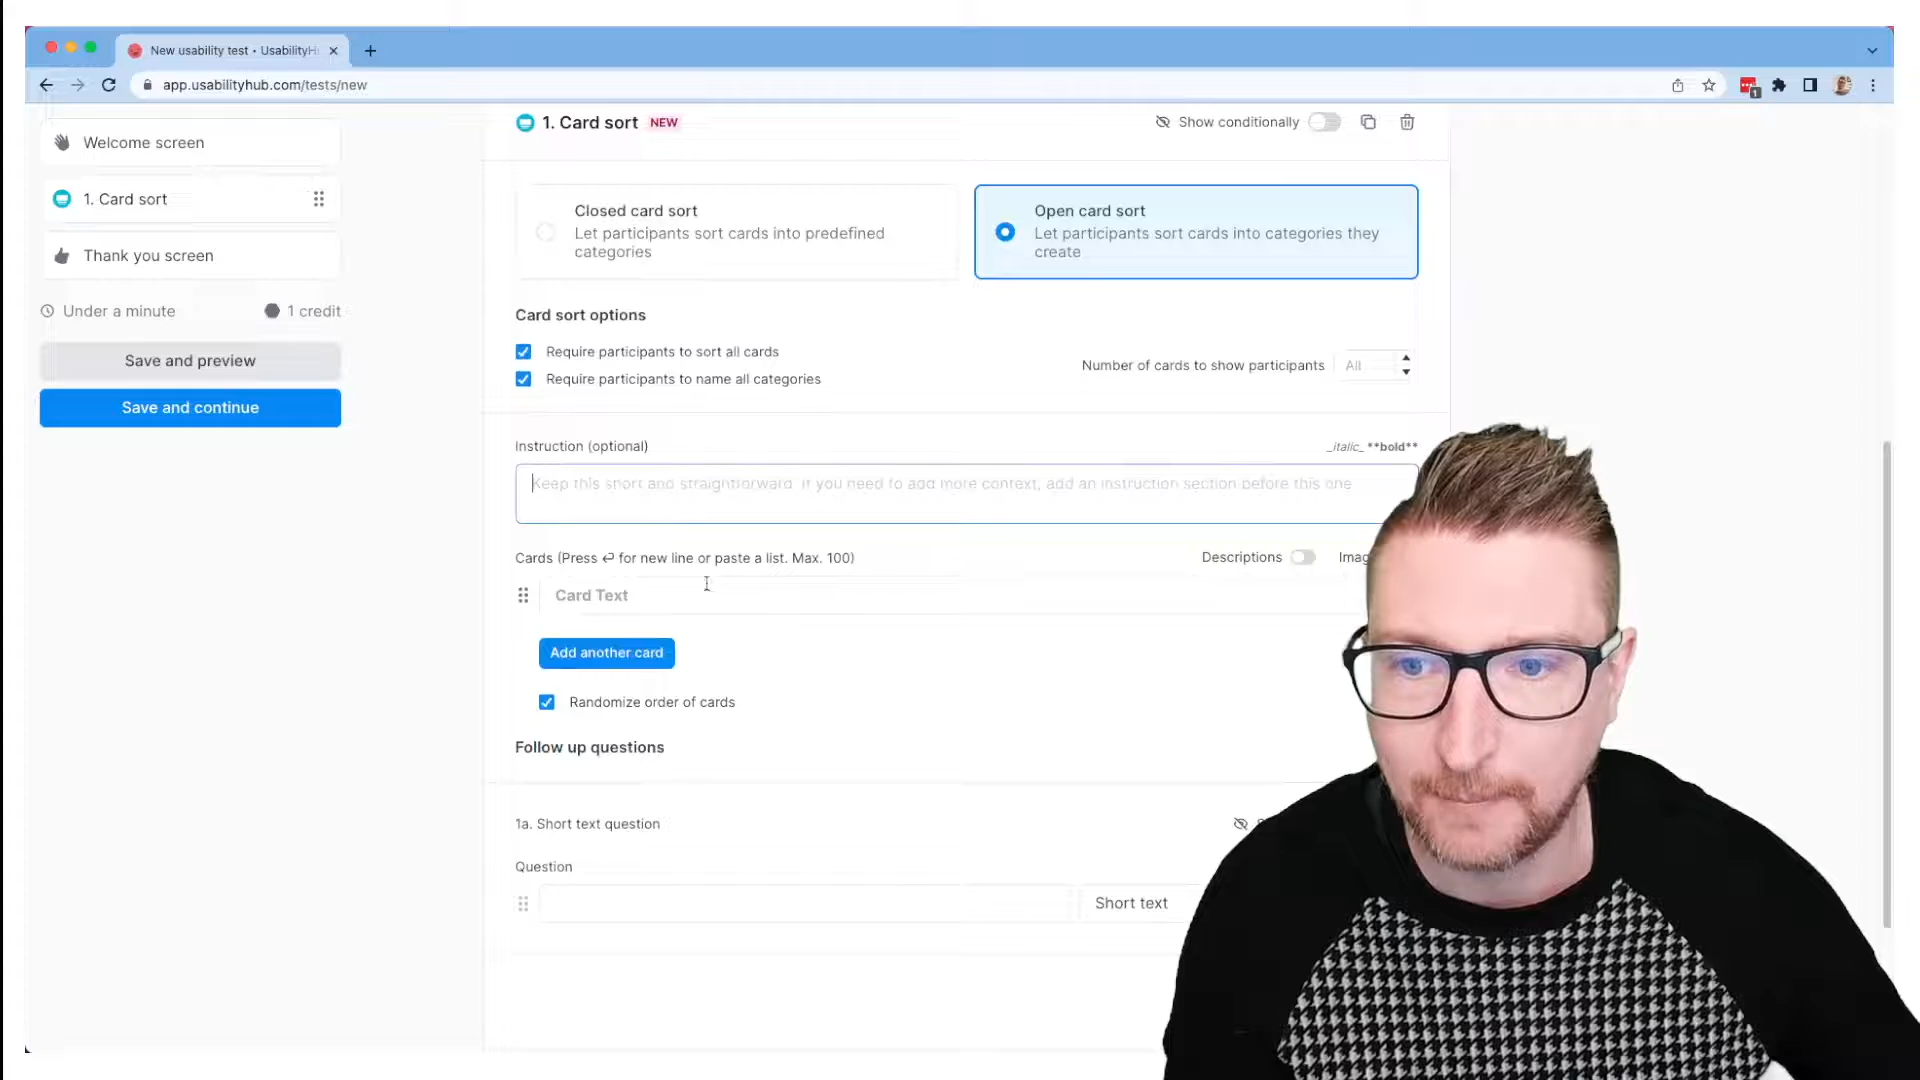 New usability test • UsabilityH
app.usabilityhub.com/tests/new
1
Welcome screen
1. Card sort
Thank you screen
Under a minute
1 credit
Save and preview
Save and continue
1. Card sort NEW
Show conditionally
Closed card sort
Let participants sort cards into predefined
categories
Open card sort
Let participants sort cards into categories they
create
Card sort options
Require participants to sort all cards
Require participants to name all categories
Number of cards to show participants
All
Instruction (optional)
_italic_ **bold**
Keep this short and straightforward. If you need to add more context, add an instruction section before this one
Cards (Press ↵ for new line or paste a list. Max. 100)
Descriptions
Imag
Card Text
Add another card
Randomize order of cards
Follow up questions
1a. Short text question
Question
Short text